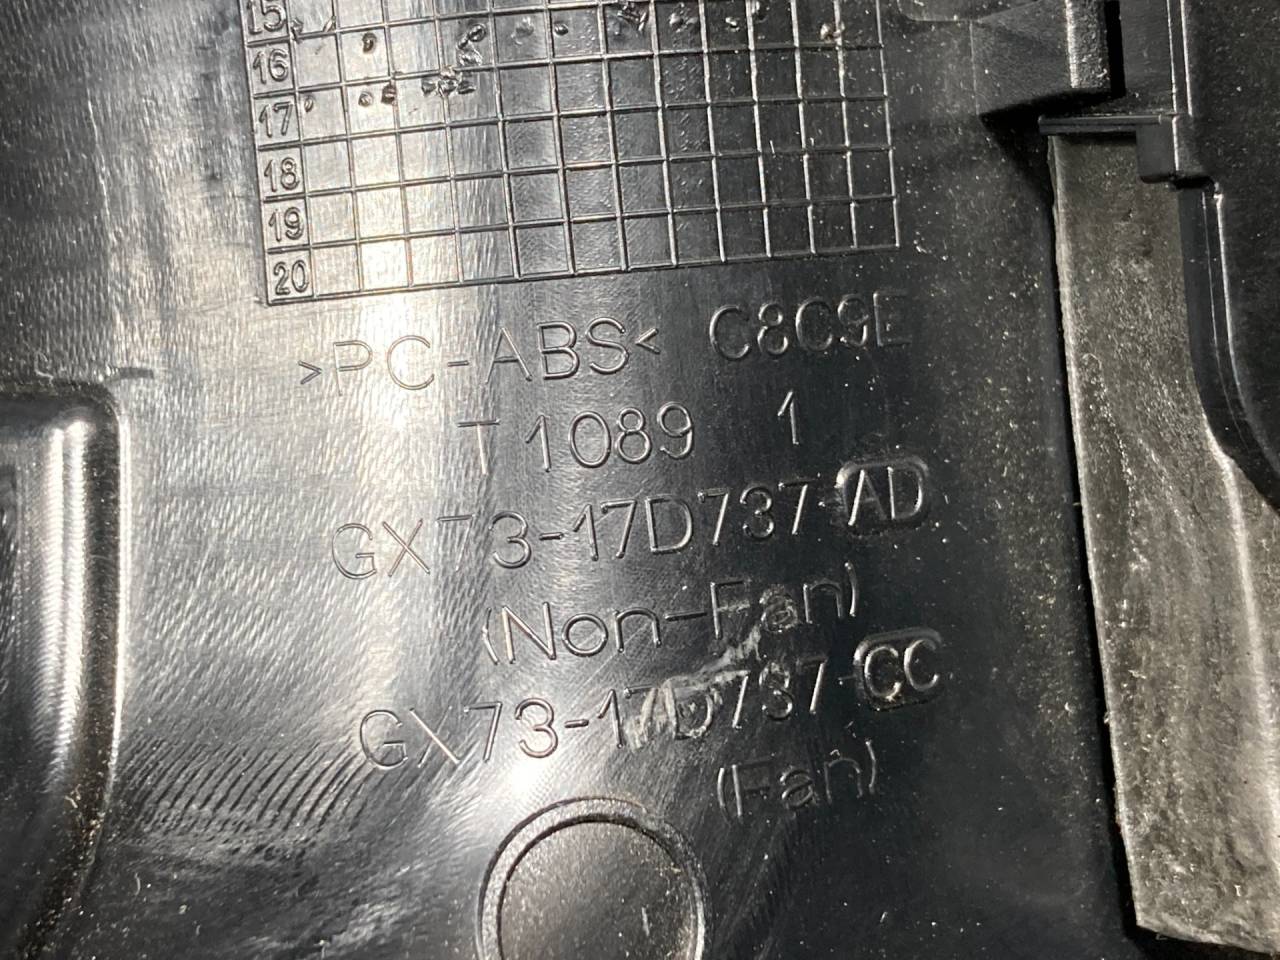 15
16
17
18
19
20
>PC-ABS< C8C9E
T1089 1
GX73-17D737-AD
(Non-Fan)
GX73-17D737-CC
(Fan)